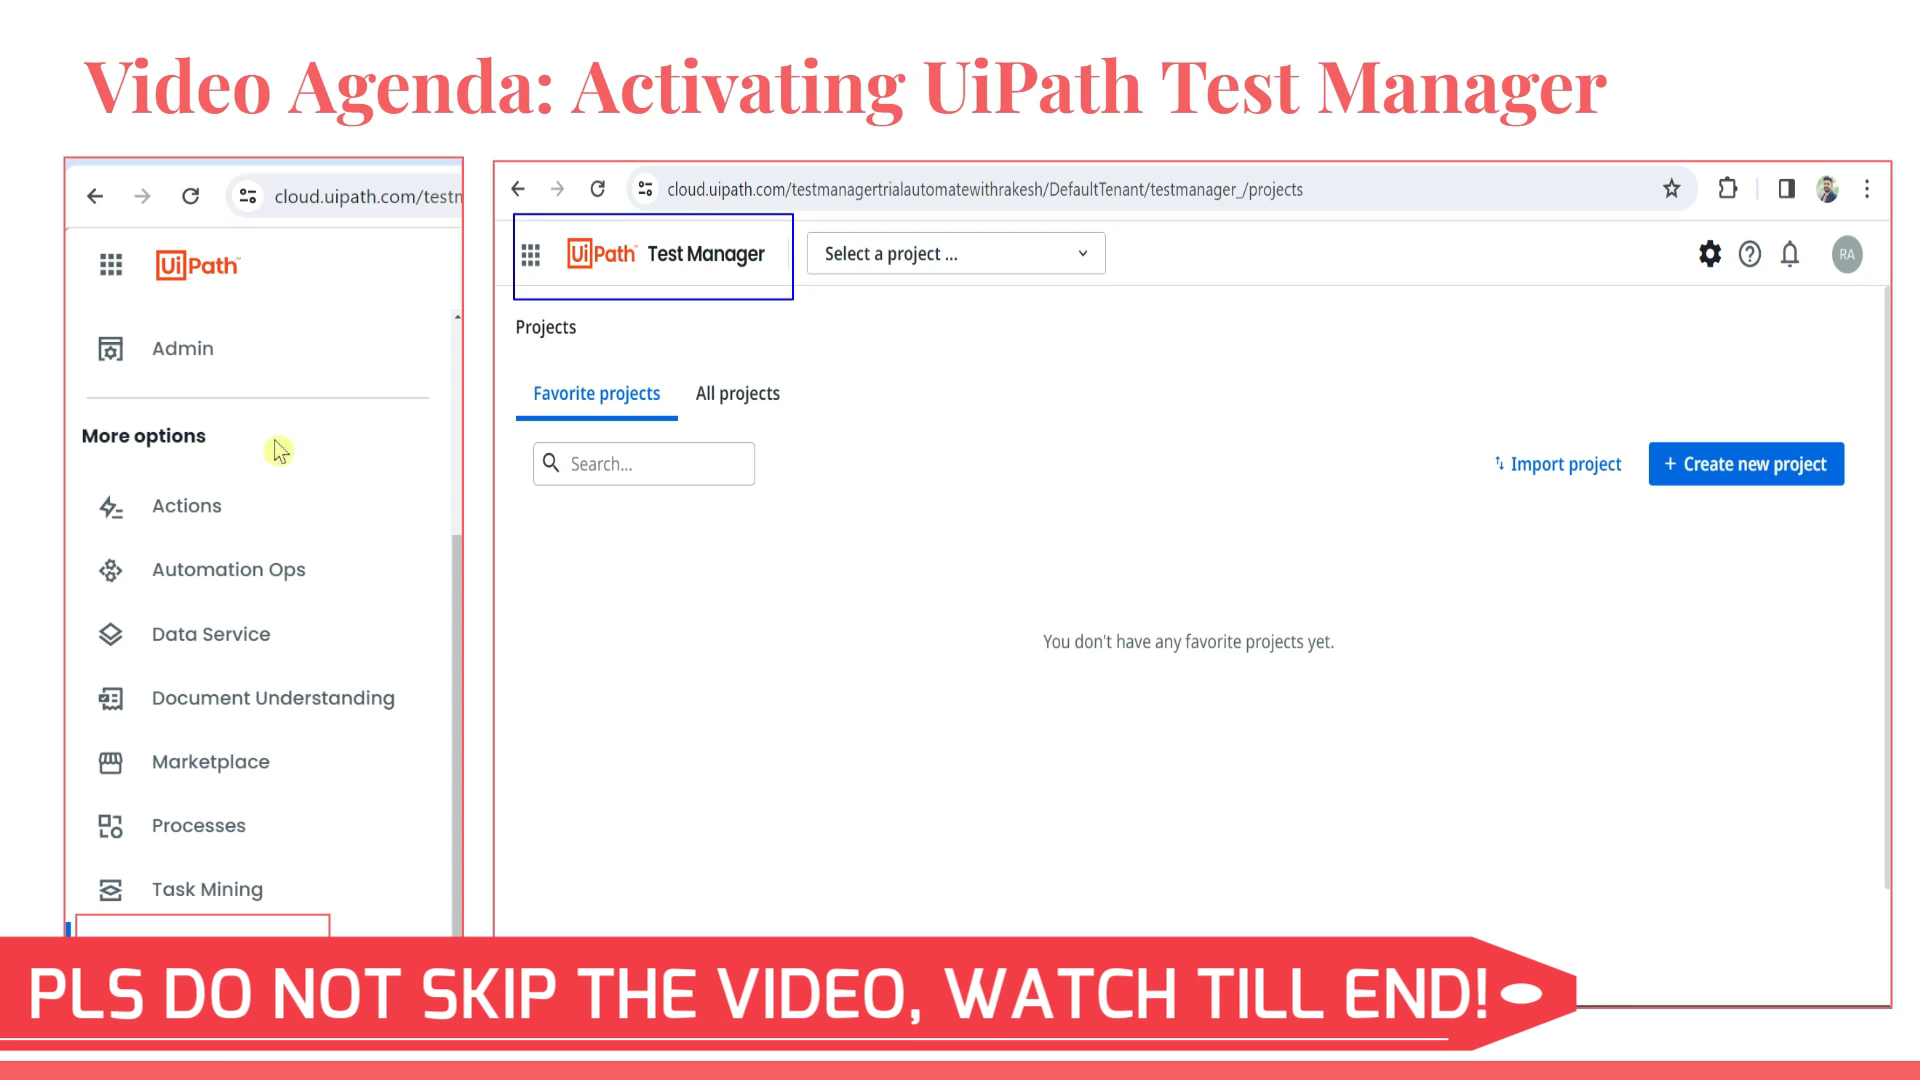 Video Agenda: Activating UiPath Test Manager
cloud.uipath.com/testm
UiPath
Admin
More options
Actions
Automation Ops
Data Service
Document Understanding
Marketplace
Processes
Task Mining
cloud.uipath.com/testmanagertrialautomatewithrakesh/DefaultTenant/testmanager_/projects
UiPath Test Manager
Select a project ...
RA
Projects
Favorite projects All projects
Search...
Import project
+ Create new project
You don't have any favorite projects yet.
PLS DO NOT SKIP THE VIDEO, WATCH TILL END!